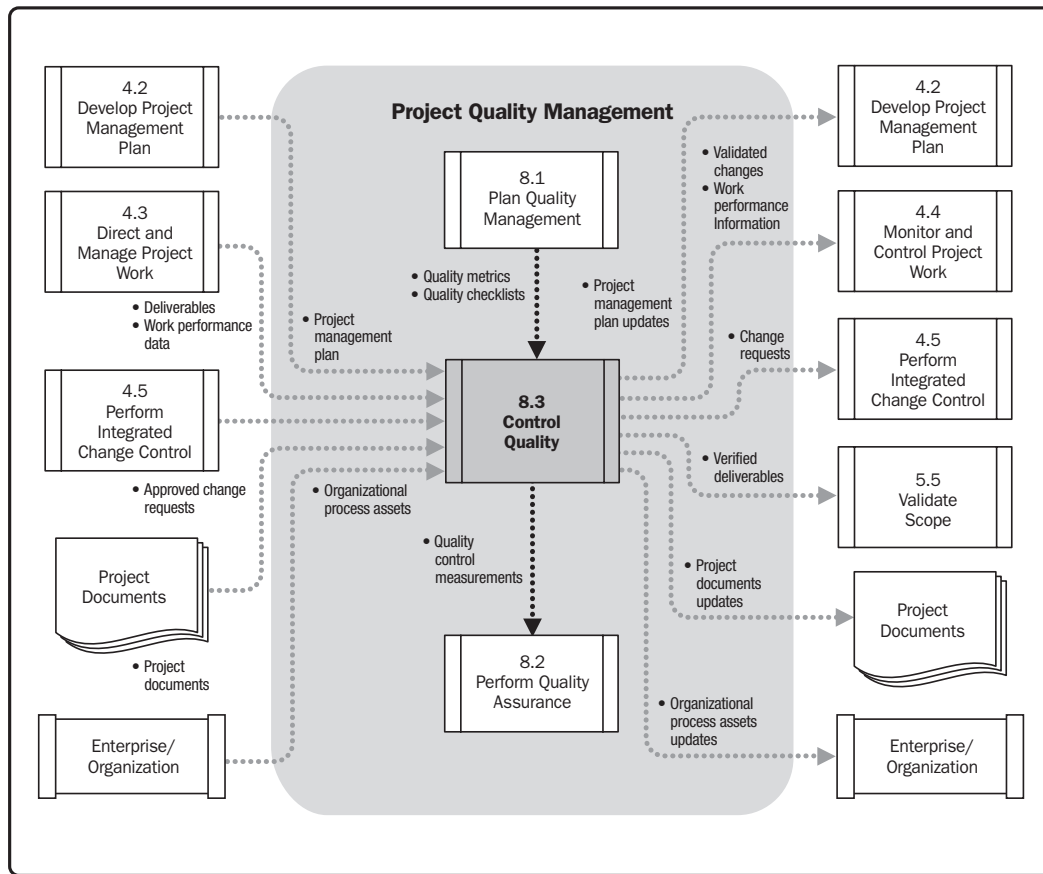 Project Quality Management
4.2
Develop Project
Management
Plan
4.3
Direct and
Manage Project
Work
• Deliverables
• Work performance
data
4.5
Perform
Integrated
Change Control
• Approved change
requests
Project
Documents
• Project
documents
Enterprise/
Organization
• Project
management
plan
• Organizational
process assets
8.1
Plan Quality
Management
• Quality metrics
• Quality checklists
8.3
Control
Quality
• Quality
control
measurements
8.2
Perform Quality
Assurance
• Project
management
plan updates
• Validated
changes
• Work
performance
Information
• Change
requests
• Verified
deliverables
• Project
documents
updates
• Organizational
process assets
updates
4.2
Develop Project
Management
Plan
4.4
Monitor and
Control Project
Work
4.5
Perform
Integrated
Change Control
5.5
Validate
Scope
Project
Documents
Enterprise/
Organization